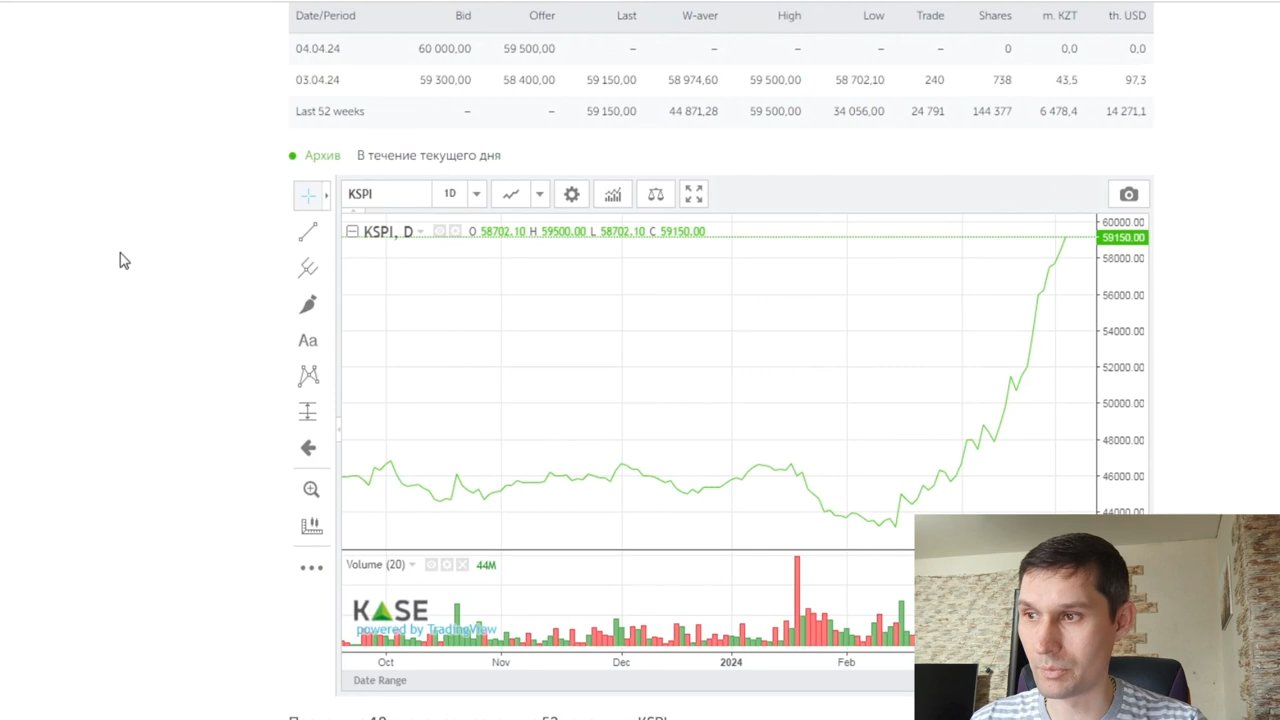 Date/Period Bid Offer Last W-aver High Low Trade Shares m. KZT th. USD
04.04.24 60 000,00 59 500,00 – – – – – 0 0,0 0,0
03.04.24 59 300,00 58 400,00 59 150,00 58 974,60 59 500,00 58 702,10 240 738 43,5 97,3
Last 52 weeks – – 59 150,00 44 871,28 59 500,00 34 056,00 24 791 144 377 6 478,4 14 271,1
Архив В течение текущего дня
KSPI 1D
KSPI, D O 58702.10 H 59500.00 L 58702.10 C 59150.00
60000.00
59150.00
58000.00
56000.00
54000.00
52000.00
50000.00
48000.00
46000.00
44000.00
Aa
Volume (20) 44M
KASE
powered by TradingView
Oct Nov Dec 2024 Feb
Date Range